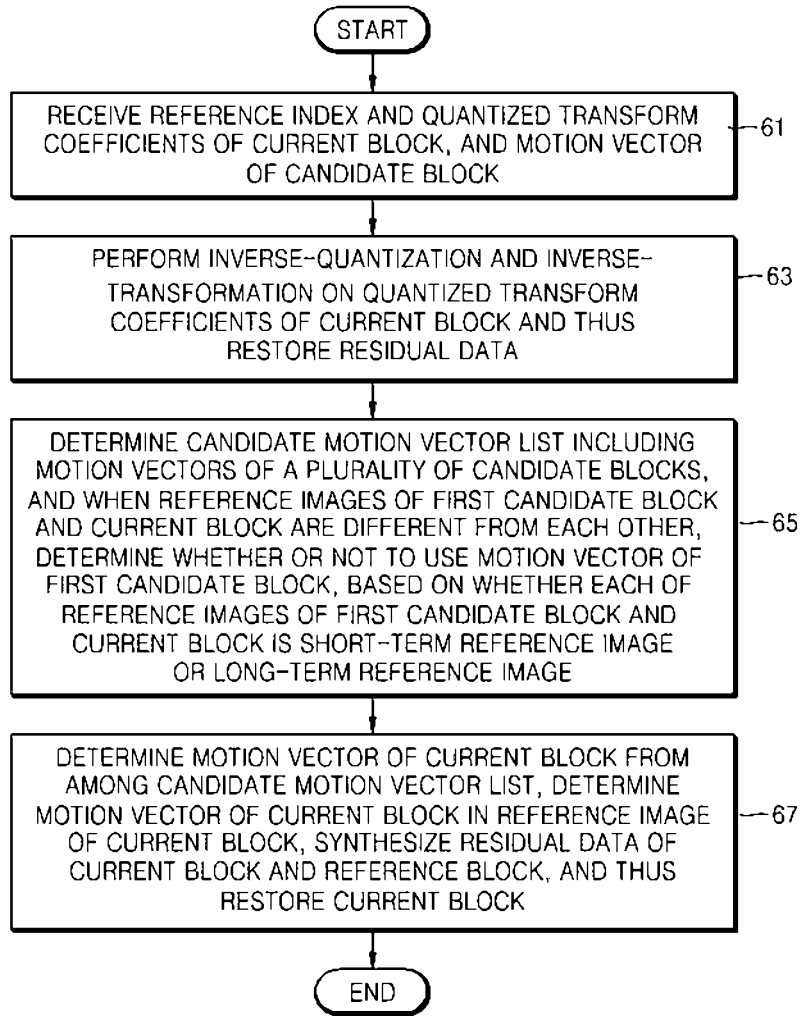 START
RECEIVE REFERENCE INDEX AND QUANTIZED TRANSFORM
COEFFICIENTS OF CURRENT BLOCK, AND MOTION VECTOR
OF CANDIDATE BLOCK
61
PERFORM INVERSE-QUANTIZATION AND INVERSE-
TRANSFORMATION ON QUANTIZED TRANSFORM
COEFFICIENTS OF CURRENT BLOCK AND THUS
RESTORE RESIDUAL DATA
63
DETERMINE CANDIDATE MOTION VECTOR LIST INCLUDING
MOTION VECTORS OF A PLURALITY OF CANDIDATE BLOCKS,
AND WHEN REFERENCE IMAGES OF FIRST CANDIDATE BLOCK
AND CURRENT BLOCK ARE DIFFERENT FROM EACH OTHER,
DETERMINE WHETHER OR NOT TO USE MOTION VECTOR OF
FIRST CANDIDATE BLOCK, BASED ON WHETHER EACH OF
REFERENCE IMAGES OF FIRST CANDIDATE BLOCK AND
CURRENT BLOCK IS SHORT-TERM REFERENCE IMAGE
OR LONG-TERM REFERENCE IMAGE
65
DETERMINE MOTION VECTOR OF CURRENT BLOCK FROM
AMONG CANDIDATE MOTION VECTOR LIST, DETERMINE
MOTION VECTOR OF CURRENT BLOCK IN REFERENCE IMAGE
OF CURRENT BLOCK, SYNTHESIZE RESIDUAL DATA OF
CURRENT BLOCK AND REFERENCE BLOCK, AND THUS
RESTORE CURRENT BLOCK
67
END